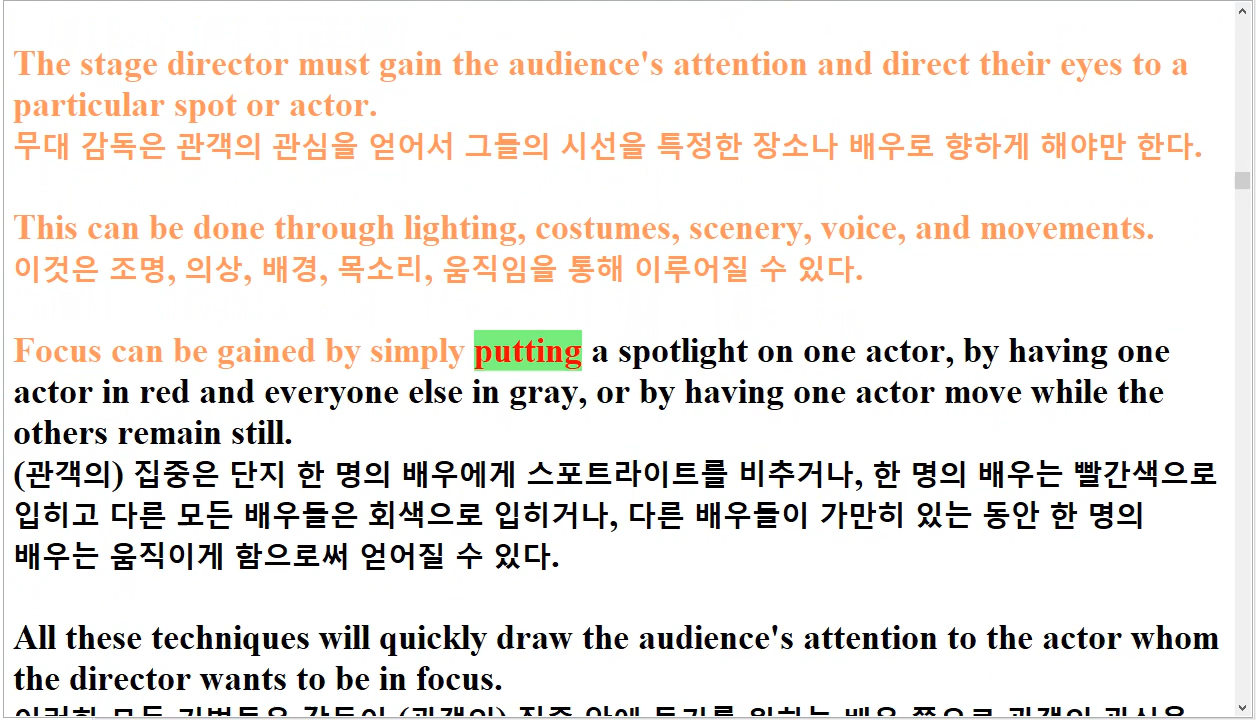 The stage director must gain the audience's attention and direct their eyes to a
particular spot or actor.
무대 감독은 관객의 관심을 얻어서 그들의 시선을 특정한 장소나 배우로 향하게 해야만 한다.
This can be done through lighting, costumes, scenery, voice, and movements.
이것은 조명, 의상, 배경, 목소리, 움직임을 통해 이루어질 수 있다.
Focus can be gained by simply putting a spotlight on one actor, by having one
actor in red and everyone else in gray, or by having one actor move while the
others remain still.
(관객의) 집중은 단지 한 명의 배우에게 스포트라이트를 비추거나, 한 명의 배우는 빨간색으로
입히고 다른 모든 배우들은 회색으로 입히거나, 다른 배우들이 가만히 있는 동안 한 명의
배우는 움직이게 함으로써 얻어질 수 있다.
All these techniques will quickly draw the audience's attention to the actor whom
the director wants to be in focus.